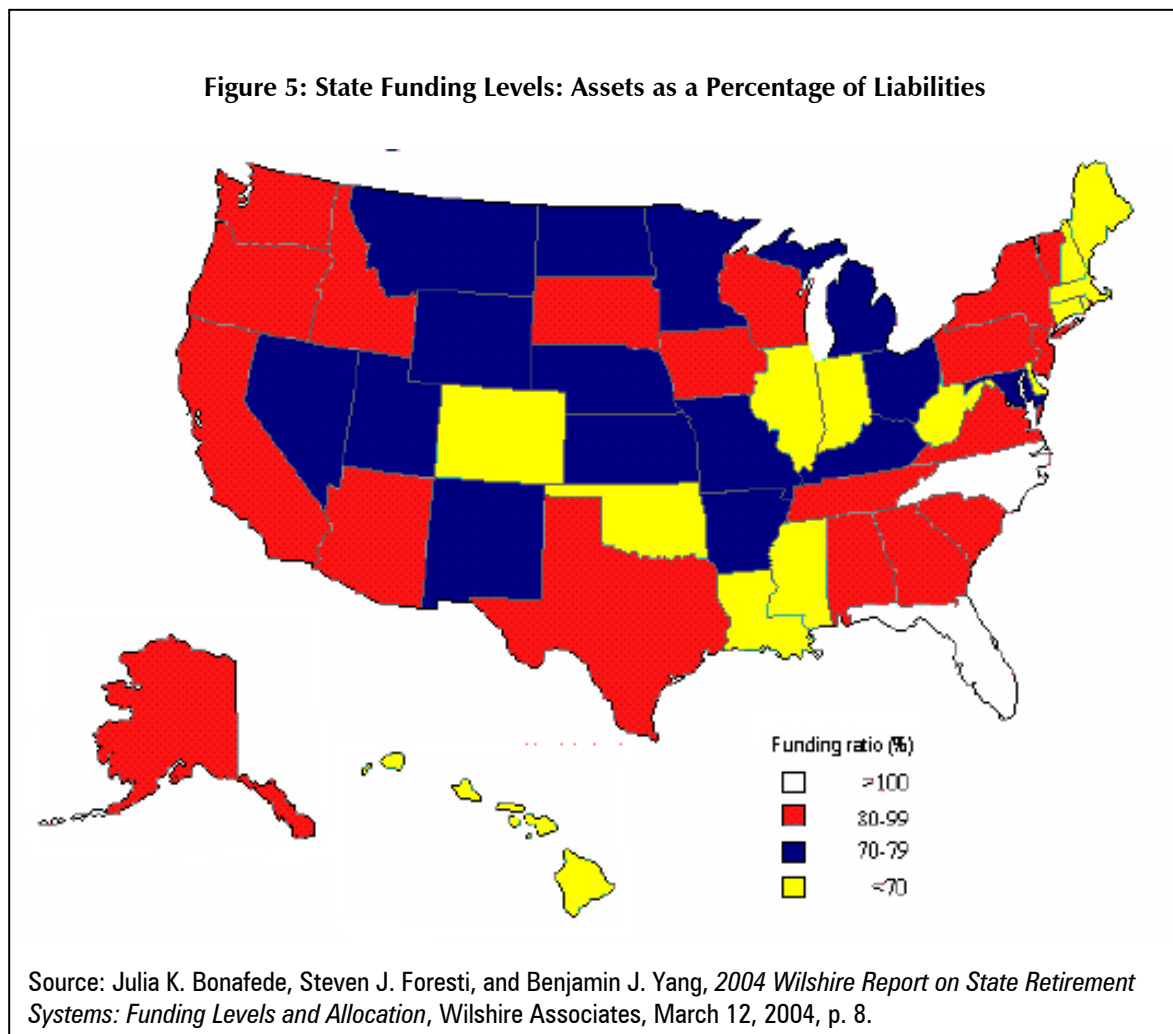 Figure 5: State Funding Levels: Assets as a Percentage of Liabilities
Funding ratio (%)
>100
80-99
70-79
<70
Source: Julia K. Bonafede, Steven J. Foresti, and Benjamin J. Yang, 2004 Wilshire Report on State Retirement
Systems: Funding Levels and Allocation, Wilshire Associates, March 12, 2004, p. 8.